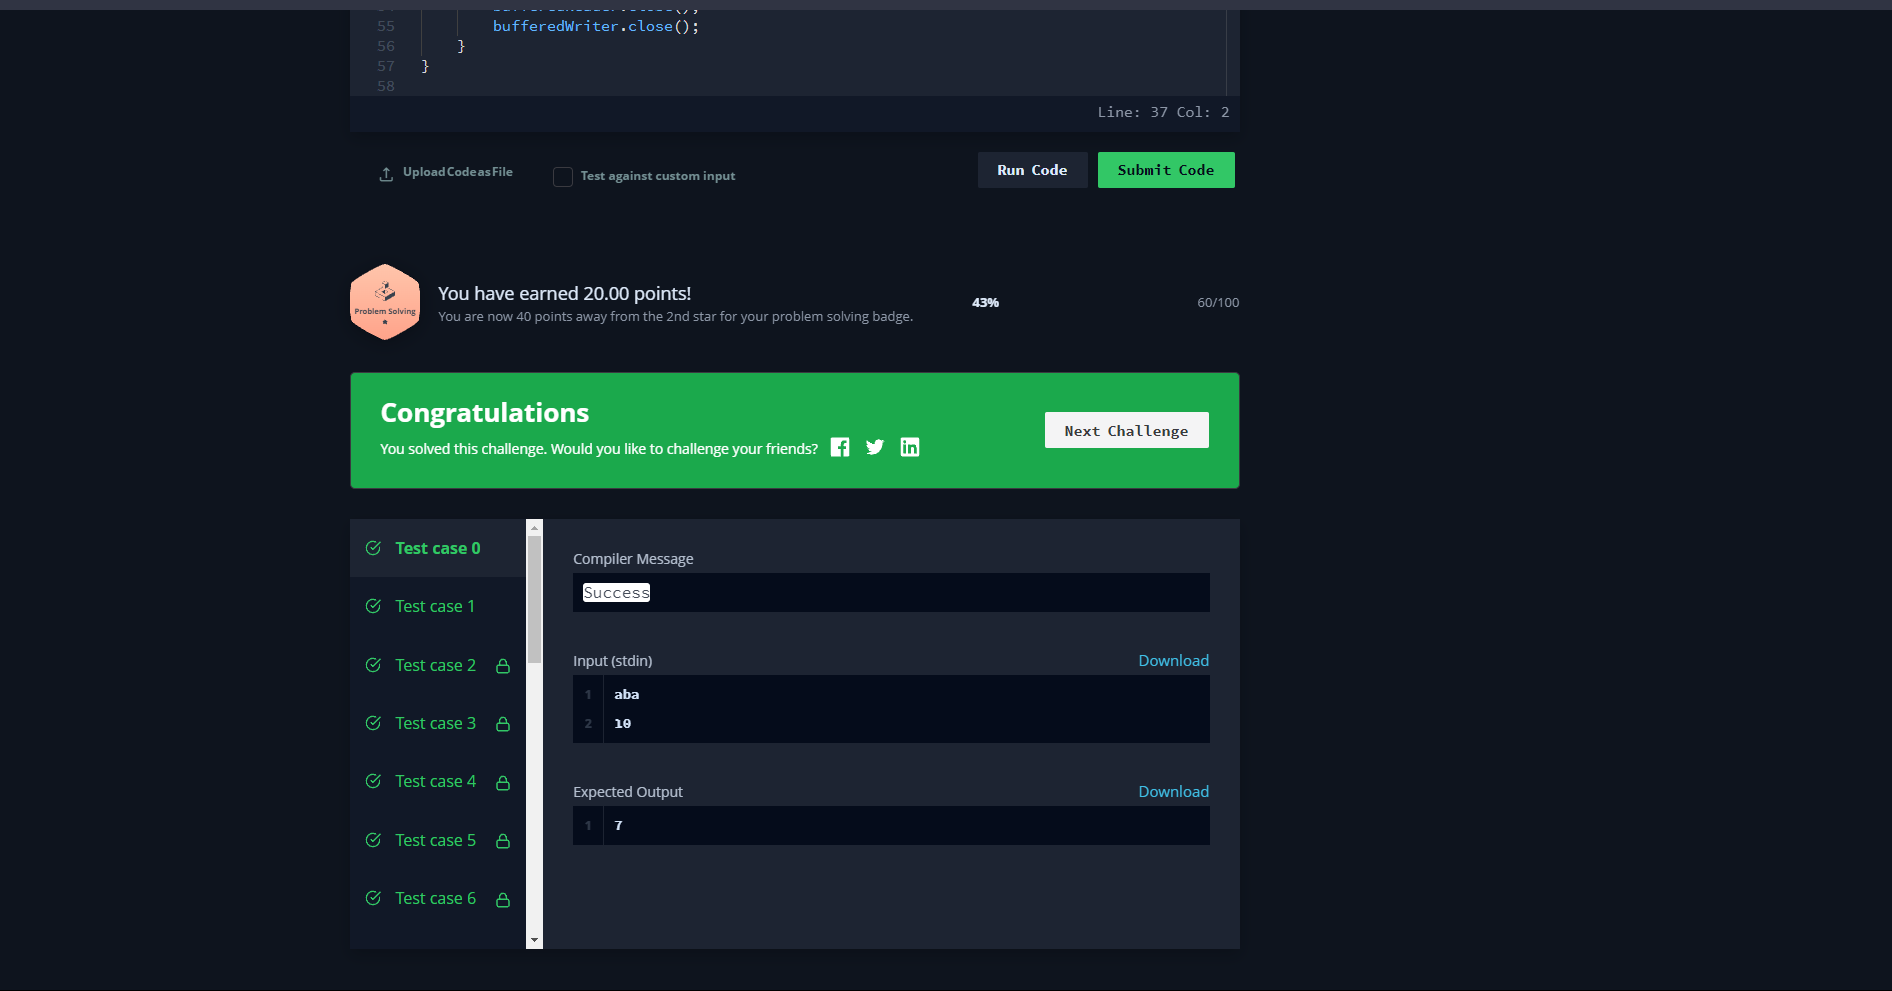 55 bufferedWriter.close();
56 }
57 }
58
Line: 37 Col: 2
Upload Code as File
Test against custom input
Run Code
Submit Code
Problem Solving
You have earned 20.00 points!
You are now 40 points away from the 2nd star for your problem solving badge.
43%
60/100
Congratulations
You solved this challenge. Would you like to challenge your friends?
Next Challenge
Test case 0
Test case 1
Test case 2
Test case 3
Test case 4
Test case 5
Test case 6
Compiler Message
Success
Input (stdin)
Download
1 aba
2 10
Expected Output
Download
1 7